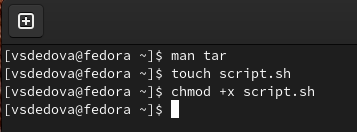 [vsdedova@fedora ~]$ man tar
[vsdedova@fedora ~]$ touch script.sh
[vsdedova@fedora ~]$ chmod +x script.sh
[vsdedova@fedora ~]$